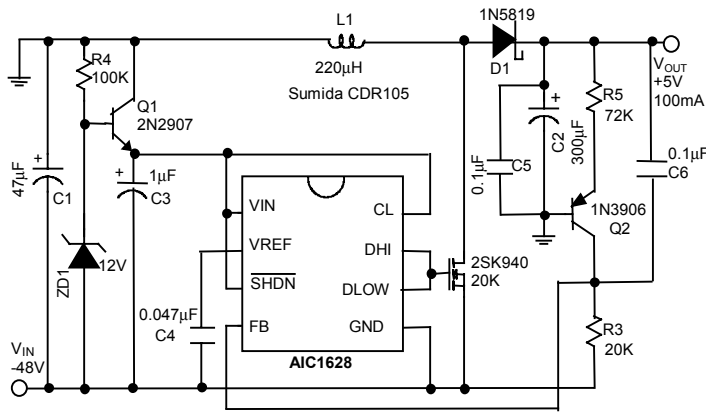 L1
220μH
Sumida CDR105
1N5819
D1
VOUT
+5V
100mA
R4
100K
Q1
2N2907
+
47μF
C1
+
1μF
C3
ZD1
12V
0.047μF
C4
VIN
-48V
VIN
VREF
SHDN
FB
CL
DHI
DLOW
GND
AIC1628
2SK940
20K
0.1μF
C5
+
C2
300μF
R5
72K
1N3906
Q2
0.1μF
C6
R3
20K